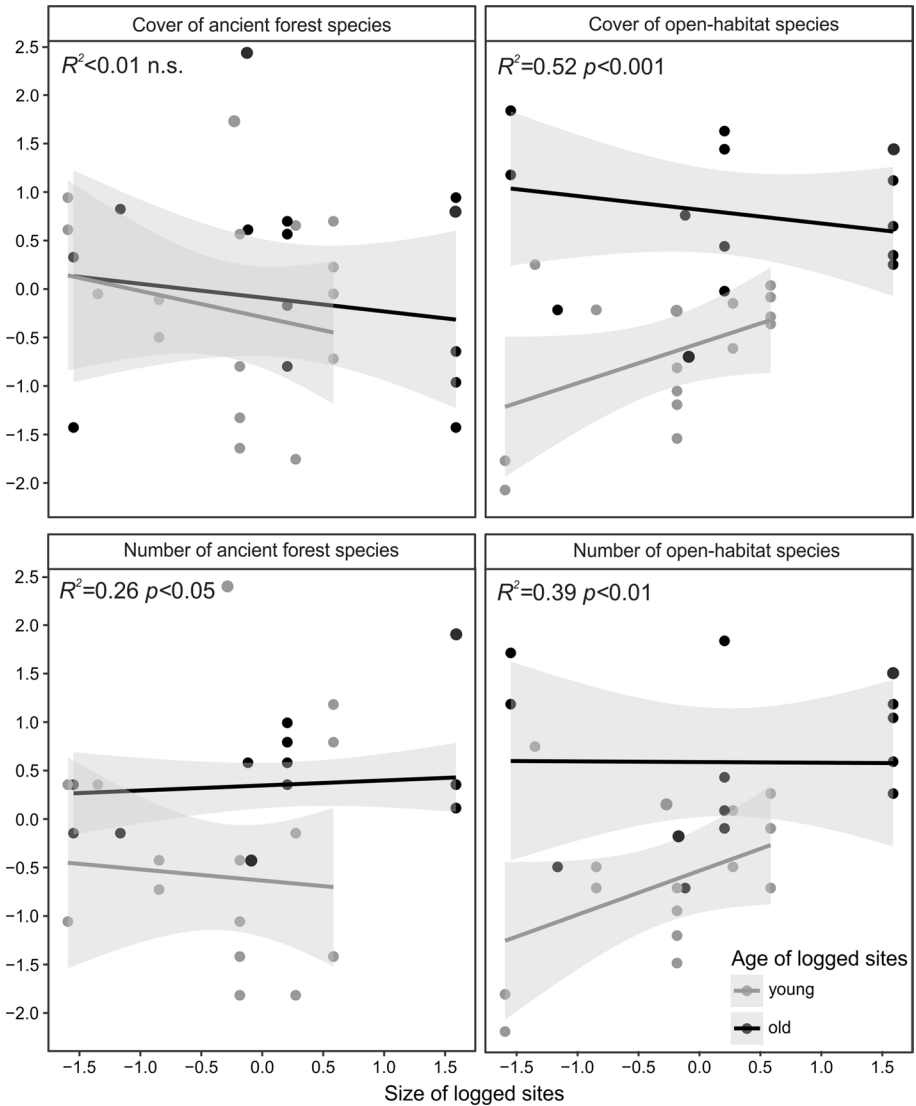 Cover of ancient forest species
Cover of open-habitat species
R²<0.01 n.s.
R²=0.52 p<0.001
2.5
2.0
1.5
1.0
0.5
0.0
−0.5
−1.0
−1.5
−2.0
Number of ancient forest species
Number of open-habitat species
R²=0.26 p<0.05
R²=0.39 p<0.01
2.5
2.0
1.5
1.0
0.5
0.0
−0.5
−1.0
−1.5
−2.0
Age of logged sites
young
old
−1.5 −1.0 −0.5 0.0 0.5 1.0 1.5
−1.5 −1.0 −0.5 0.0 0.5 1.0 1.5
Size of logged sites